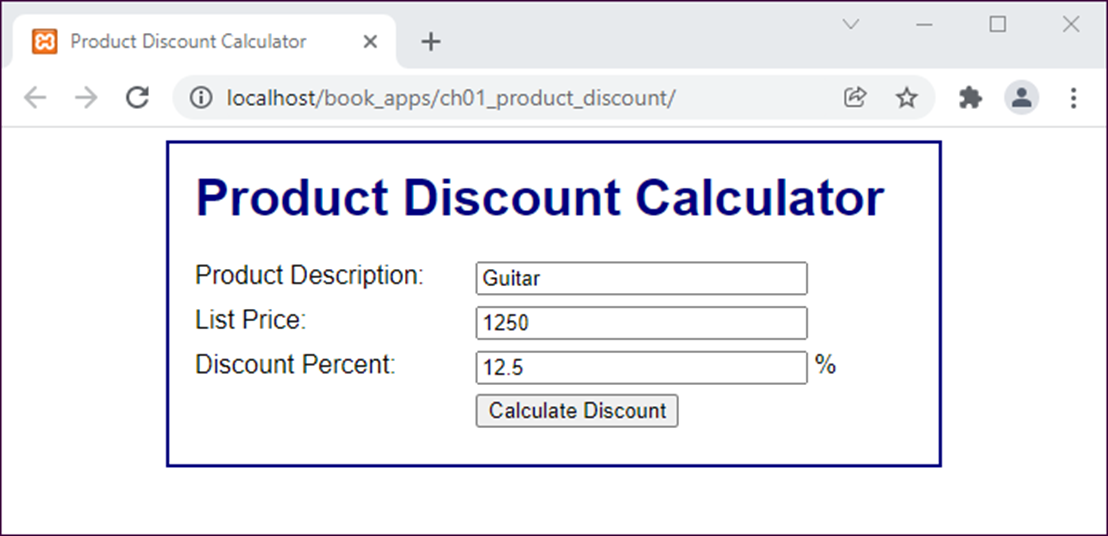 Product Discount Calculator
localhost/book_apps/ch01_product_discount/
Product Discount Calculator
Product Description: Guitar
List Price: 1250
Discount Percent: 12.5 %
Calculate Discount